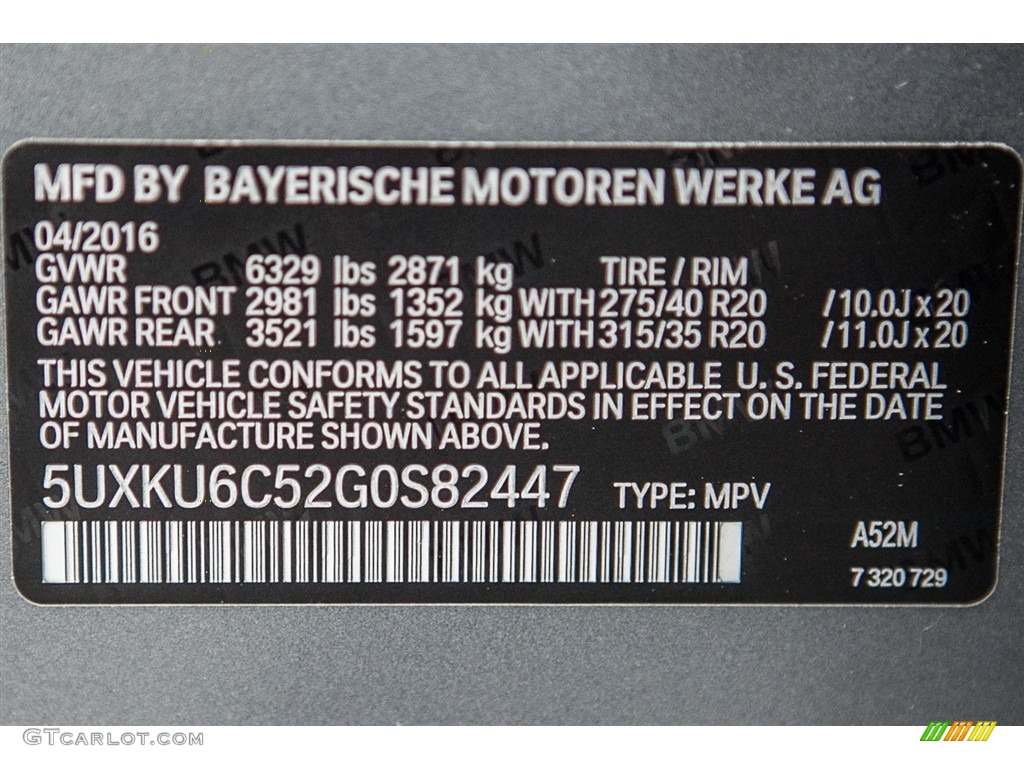 MFD BY BAYERISCHE MOTOREN WERKE AG
04/2016
GVWR 6329 lbs 2871 kg TIRE / RIM
GAWR FRONT 2981 lbs 1352 kg WITH 275/40 R20 /10.0J x 20
GAWR REAR 3521 lbs 1597 kg WITH 315/35 R20 /11.0J x 20
THIS VEHICLE CONFORMS TO ALL APPLICABLE U. S. FEDERAL
MOTOR VEHICLE SAFETY STANDARDS IN EFFECT ON THE DATE
OF MANUFACTURE SHOWN ABOVE.
5UXKU6C52G0S82447 TYPE: MPV
A52M
7 320 729
GTCarLot.com